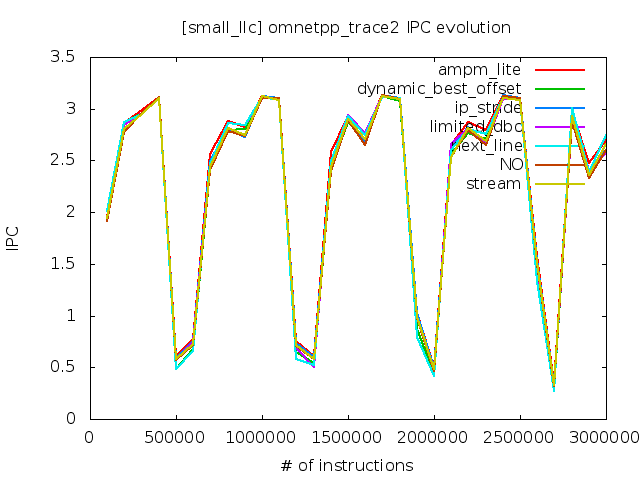 [small_llc] omnetpp_trace2 IPC evolution
3.5
3
2.5
2
1.5
1
0.5
0
IPC
ampm_lite
dynamic_best_offset
ip_stride
limited_dbo
next_line
NO
stream
0 500000 1000000 1500000 2000000 2500000 3000000
# of instructions